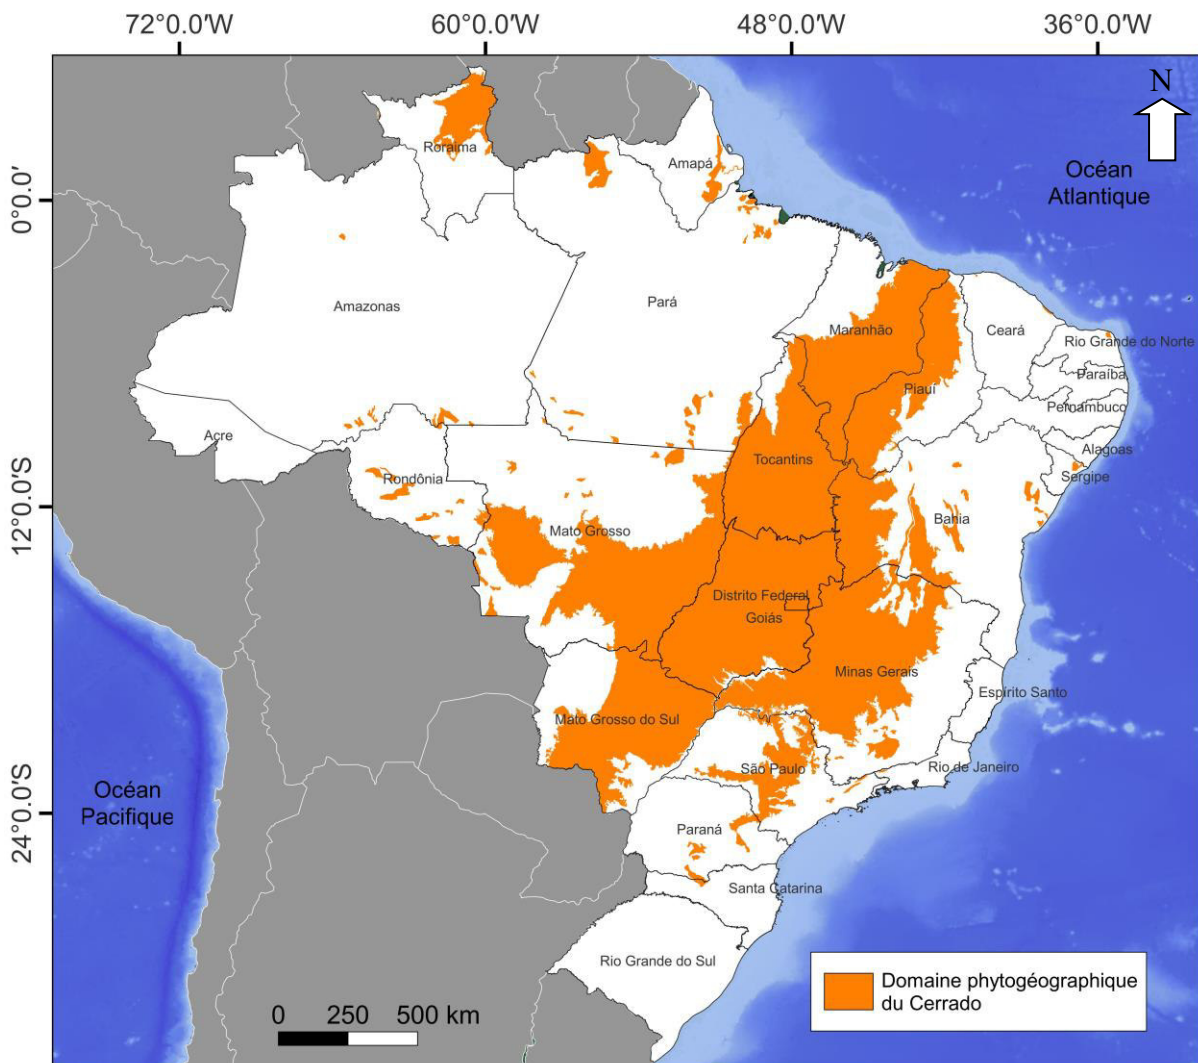 72°0.0'W
60°0.0'W
48°0.0'W
36°0.0'W
N
Roraima
Amapá
Océan
Atlantique
0°0.0'
Amazonas
Pará
Maranhão
Ceará
Rio Grande do Norte
Paraíba
Piauí
Pernambuco
Acre
Alagoas
Tocantins
Sergipe
Rondônia
12°0.0'S
Mato Grosso
Bahia
Distrito Federal
Goiás
Minas Gerais
Espírito Santo
Mato Grosso do Sul
São Paulo
Rio de Janeiro
Océan
Pacifique
24°0.0'S
Paraná
Santa Catarina
Rio Grande do Sul
Domaine phytogéographique
du Cerrado
0 250 500 km